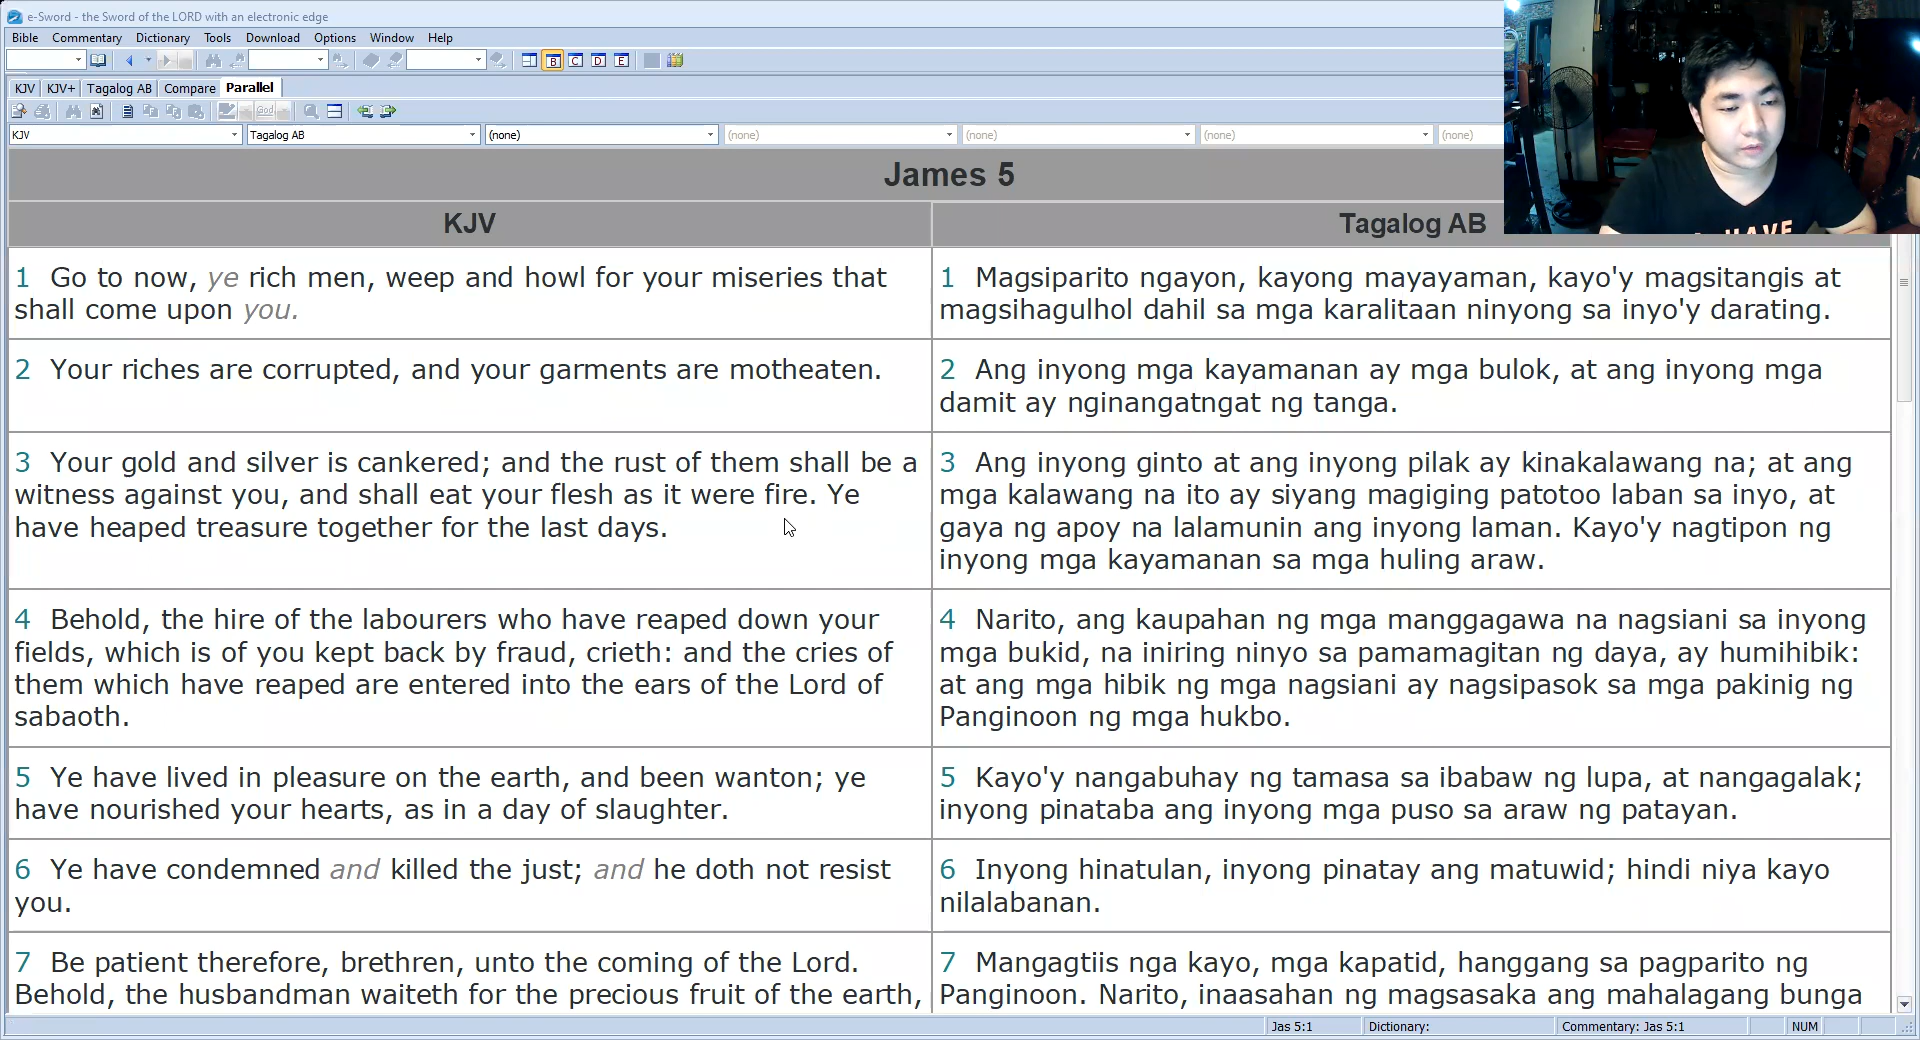 e-Sword - the Sword of the LORD with an electronic edge
Bible Commentary Dictionary Tools Download Options Window Help
B C D E
KJV KJV+ Tagalog AB Compare Parallel
God
KJV Tagalog AB (none) (none) (none) (none) (none)
James 5
KJV
1 Go to now, ye rich men, weep and howl for your miseries that
shall come upon you.
2 Your riches are corrupted, and your garments are motheaten.
3 Your gold and silver is cankered; and the rust of them shall be a
witness against you, and shall eat your flesh as it were fire. Ye
have heaped treasure together for the last days.
4 Behold, the hire of the labourers who have reaped down your
fields, which is of you kept back by fraud, crieth: and the cries of
them which have reaped are entered into the ears of the Lord of
sabaoth.
5 Ye have lived in pleasure on the earth, and been wanton; ye
have nourished your hearts, as in a day of slaughter.
6 Ye have condemned and killed the just; and he doth not resist
you.
7 Be patient therefore, brethren, unto the coming of the Lord.
Behold, the husbandman waiteth for the precious fruit of the earth,
Tagalog AB
1 Magsiparito ngayon, kayong mayayaman, kayo'y magsitangis at
magsihagulhol dahil sa mga karalitaan ninyong sa inyo'y darating.
2 Ang inyong mga kayamanan ay mga bulok, at ang inyong mga
damit ay nginangatngat ng tanga.
3 Ang inyong ginto at ang inyong pilak ay kinakalawang na; at ang
mga kalawang na ito ay siyang magiging patotoo laban sa inyo, at
gaya ng apoy na lalamunin ang inyong laman. Kayo'y nagtipon ng
inyong mga kayamanan sa mga huling araw.
4 Narito, ang kaupahan ng mga manggagawa na nagsiani sa inyong
mga bukid, na iniring ninyo sa pamamagitan ng daya, ay humihibik:
at ang mga hibik ng mga nagsiani ay nagsipasok sa mga pakinig ng
Panginoon ng mga hukbo.
5 Kayo'y nangabuhay ng tamasa sa ibabaw ng lupa, at nangagalak;
inyong pinataba ang inyong mga puso sa araw ng patayan.
6 Inyong hinatulan, inyong pinatay ang matuwid; hindi niya kayo
nilalabanan.
7 Mangagtiis nga kayo, mga kapatid, hanggang sa pagparito ng
Panginoon. Narito, inaasahan ng magsasaka ang mahalagang bunga
HAVE
Jas 5:1 Dictionary: Commentary: Jas 5:1 NUM